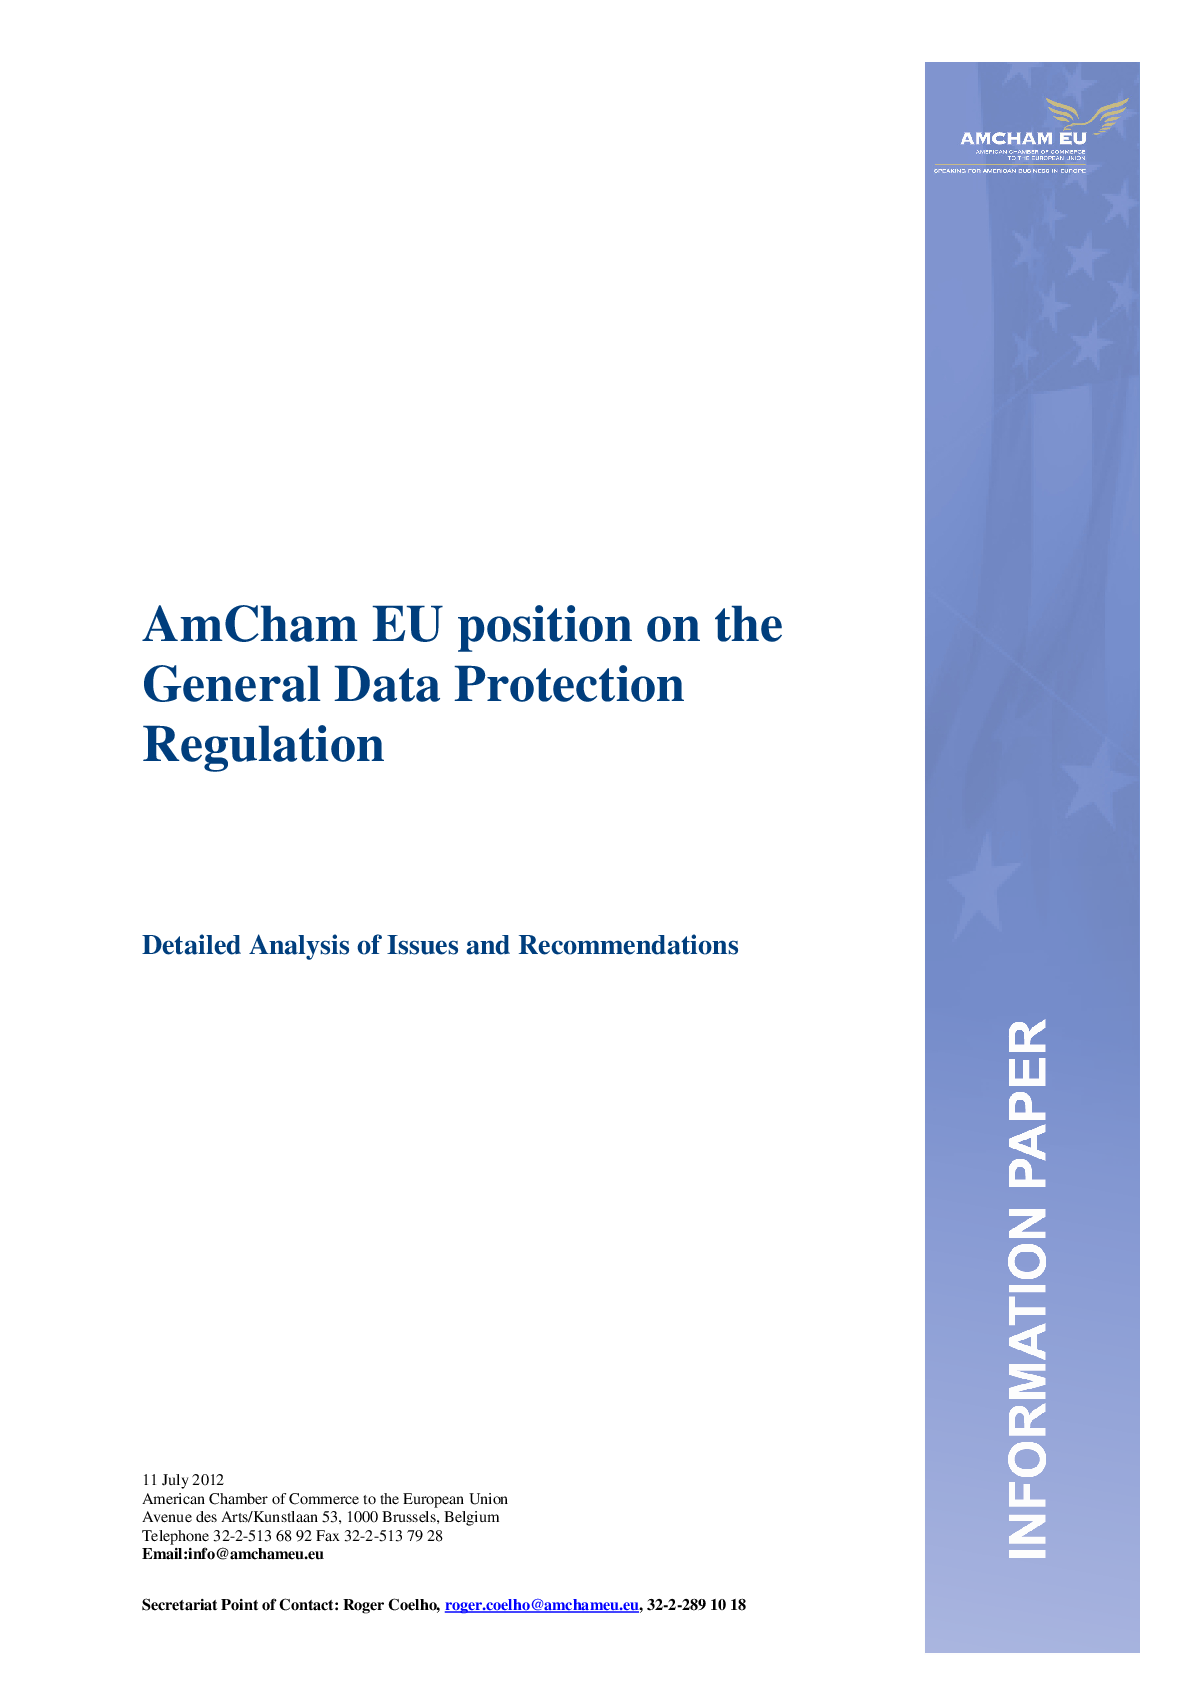 AMCHAM EU
AMERICAN CHAMBER OF COMMERCE
TO THE EUROPEAN UNION
SPEAKING FOR AMERICAN BUSINESS IN EUROPE
AmCham EU position on the
General Data Protection
Regulation
Detailed Analysis of Issues and Recommendations
INFORMATION PAPER
11 July 2012
American Chamber of Commerce to the European Union
Avenue des Arts/Kunstlaan 53, 1000 Brussels, Belgium
Telephone 32-2-513 68 92 Fax 32-2-513 79 28
Email:info@amchameu.eu
Secretariat Point of Contact: Roger Coelho, roger.coelho@amchameu.eu, 32-2-289 10 18